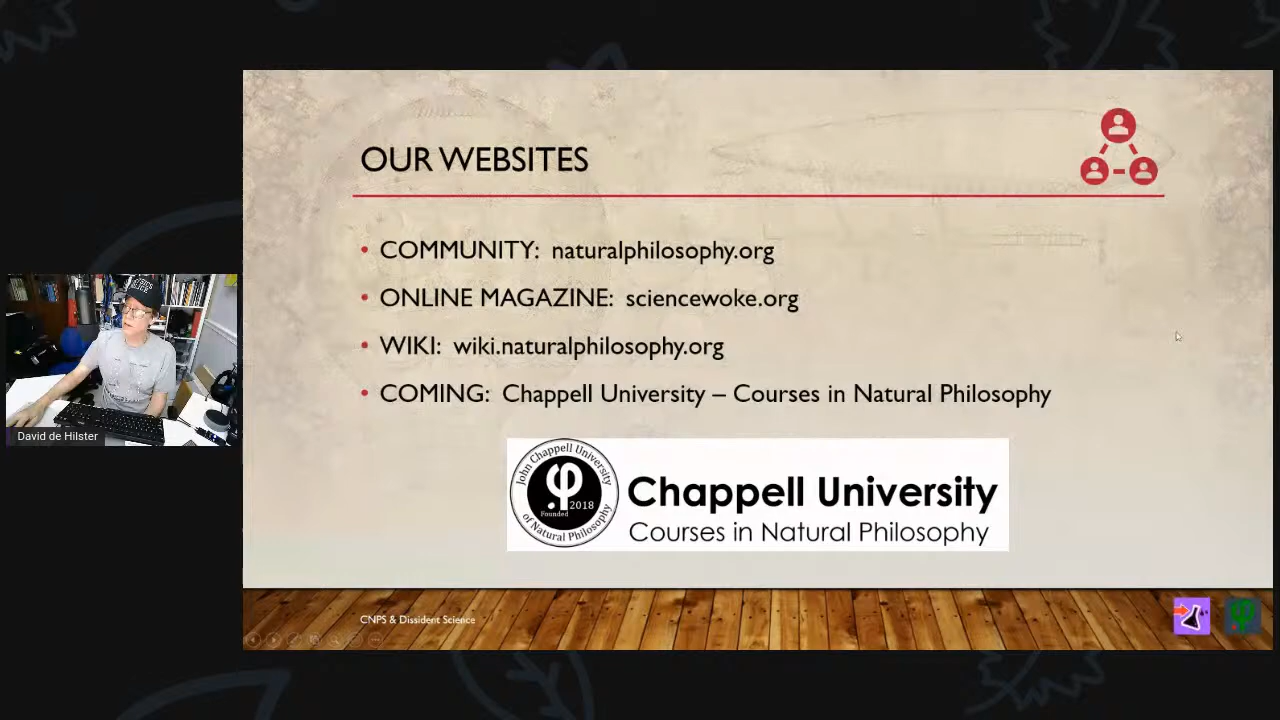 OUR WEBSITES
• COMMUNITY: naturalphilosophy.org
• ONLINE MAGAZINE: sciencewoke.org
• WIKI: wiki.naturalphilosophy.org
• COMING: Chappell University – Courses in Natural Philosophy
John Chappell University
Founded 2018
of Natural Philosophy
Chappell University
Courses in Natural Philosophy
David de Hilster
CNPS & Dissident Science